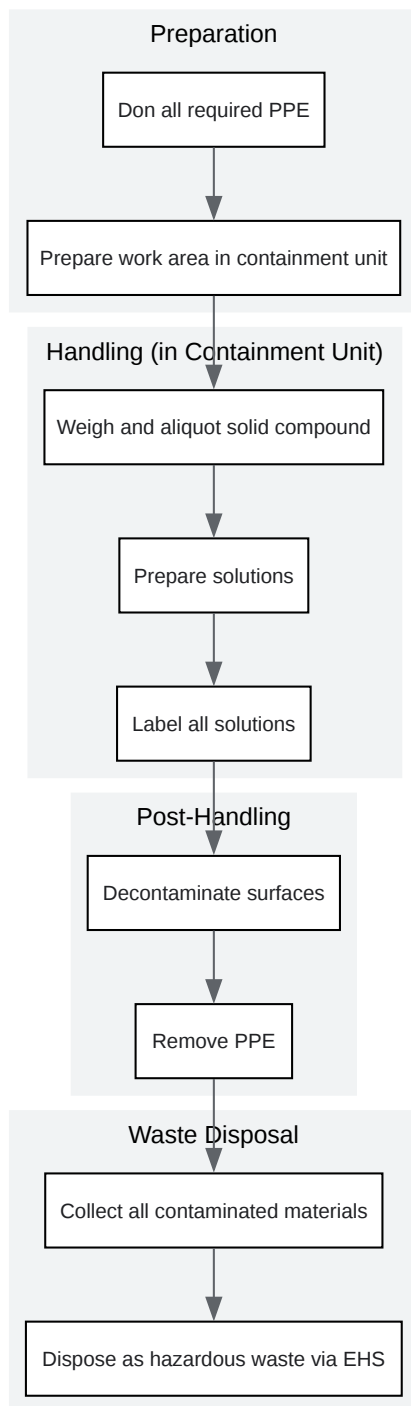 Preparation
Don all required PPE
Prepare work area in containment unit
Handling (in Containment Unit)
Weigh and aliquot solid compound
Prepare solutions
Label all solutions
Post-Handling
Decontaminate surfaces
Remove PPE
Waste Disposal
Collect all contaminated materials
Dispose as hazardous waste via EHS